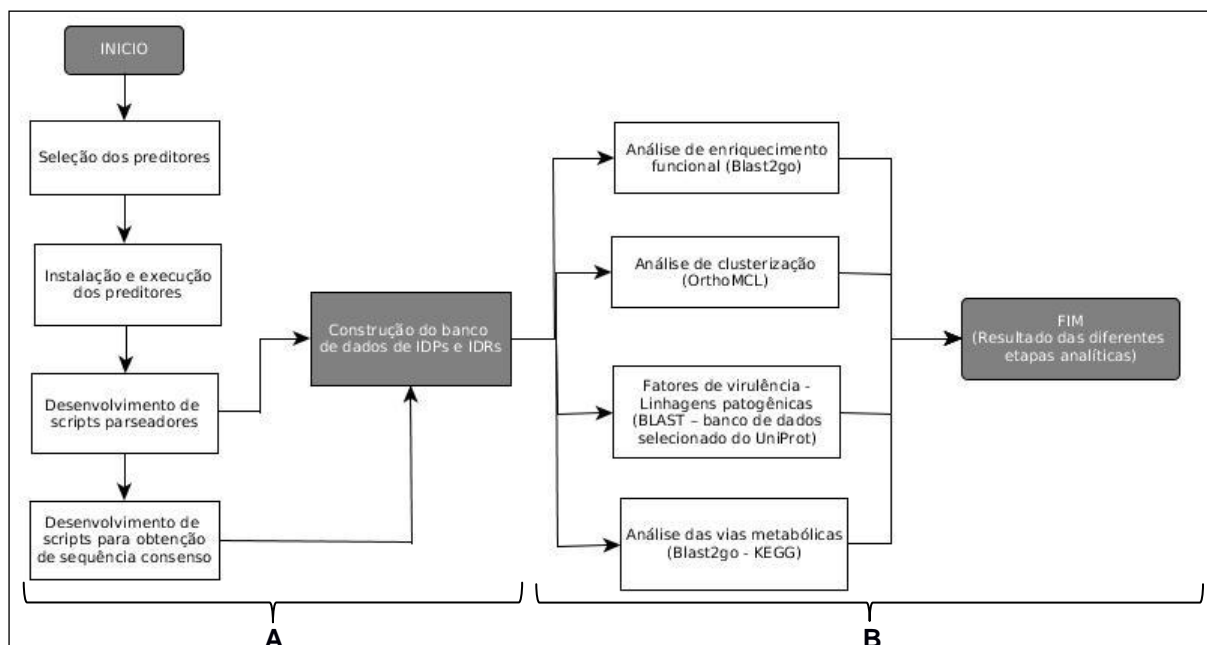 INICIO
Seleção dos preditores
Instalação e execução
dos preditores
Desenvolvimento de
scripts parseadores
Desenvolvimento de
scripts para obtenção
de sequência consenso
Construção do banco
de dados de IDPs e IDRs
Análise de enriquecimento
funcional (Blast2go)
Análise de clusterização
(OrthoMCL)
Fatores de virulência -
Linhagens patogênicas
(BLAST – banco de dados
selecionado do UniProt)
Análise das vias metabólicas
(Blast2go - KEGG)
FIM
(Resultado das diferentes
etapas analíticas)
A
B